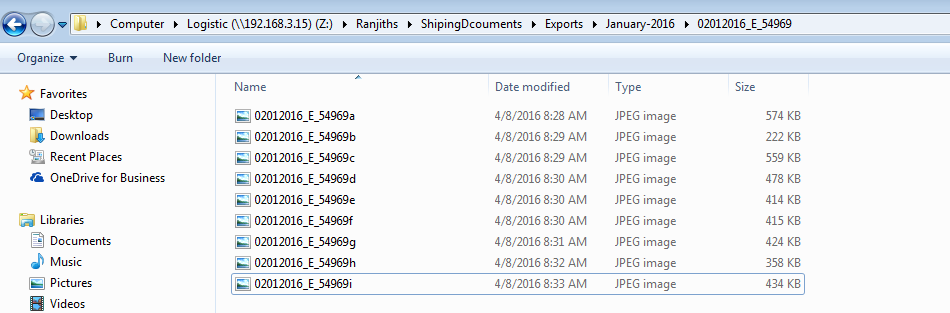 Computer Logistic (\\192.168.3.15) (Z:) Ranjiths ShipingDcouments Exports January-2016 02012016_E_54969
Organize Burn New folder
Favorites
Desktop
Downloads
Recent Places
OneDrive for Business
Libraries
Documents
Music
Pictures
Videos
Name Date modified Type Size
02012016_E_54969a 4/8/2016 8:28 AM JPEG image 574 KB
02012016_E_54969b 4/8/2016 8:29 AM JPEG image 222 KB
02012016_E_54969c 4/8/2016 8:29 AM JPEG image 559 KB
02012016_E_54969d 4/8/2016 8:30 AM JPEG image 478 KB
02012016_E_54969e 4/8/2016 8:30 AM JPEG image 414 KB
02012016_E_54969f 4/8/2016 8:30 AM JPEG image 415 KB
02012016_E_54969g 4/8/2016 8:31 AM JPEG image 424 KB
02012016_E_54969h 4/8/2016 8:32 AM JPEG image 358 KB
02012016_E_54969i 4/8/2016 8:33 AM JPEG image 434 KB